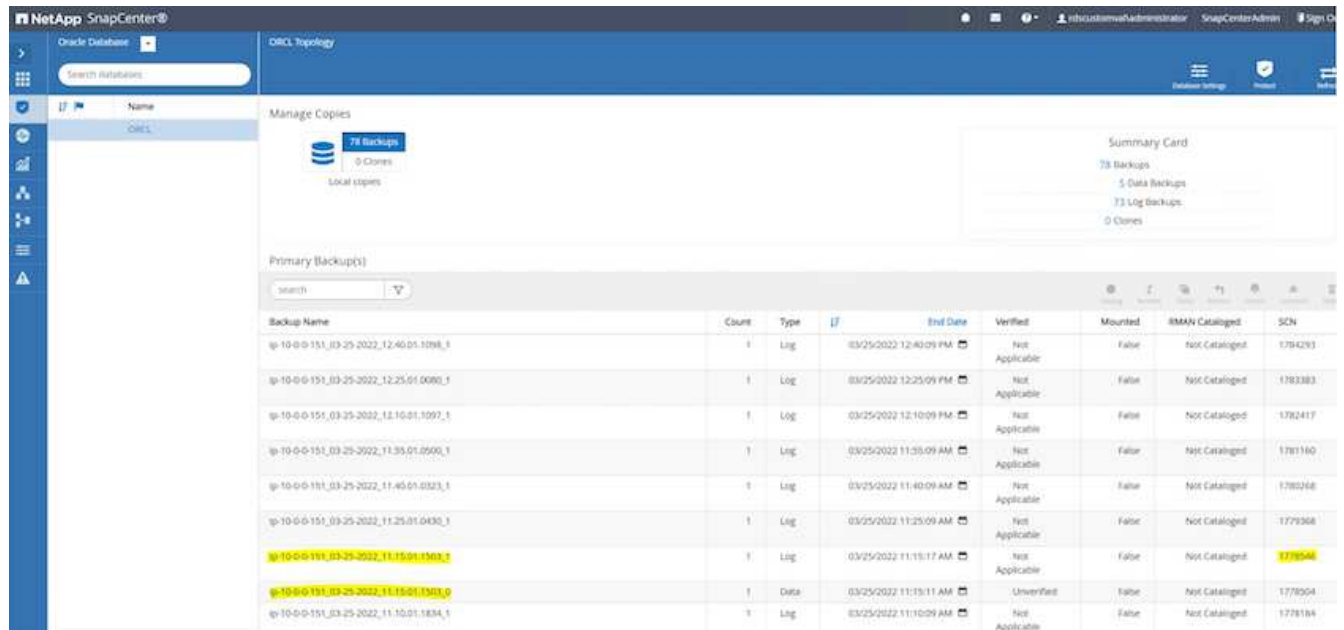 NetApp SnapCenter®
rdscustomval\administrator SnapCenterAdmin Sign
Oracle Database
ORCL Topology
Search databases
Database Settings Protect Refresh
Name
ORCL
Manage Copies
78 Backups
0 Clones
Local copies
Summary Card
78 Backups
5 Data Backups
73 Log Backups
0 Clones
Primary Backup(s)
search
Backup Name Count Type End Date Verified Mounted RMAN Cataloged SCN
ip-10-0-0-151_03-25-2022_12.40.01.1098_1 1 Log 03/25/2022 12:40:09 PM Not Applicable False Not Cataloged 1784293
ip-10-0-0-151_03-25-2022_12.25.01.0080_1 1 Log 03/25/2022 12:25:09 PM Not Applicable False Not Cataloged 1783383
ip-10-0-0-151_03-25-2022_12.10.01.1097_1 1 Log 03/25/2022 12:10:09 PM Not Applicable False Not Cataloged 1782417
ip-10-0-0-151_03-25-2022_11.55.01.0500_1 1 Log 03/25/2022 11:55:09 AM Not Applicable False Not Cataloged 1781160
ip-10-0-0-151_03-25-2022_11.40.01.0323_1 1 Log 03/25/2022 11:40:09 AM Not Applicable False Not Cataloged 1780268
ip-10-0-0-151_03-25-2022_11.25.01.0430_1 1 Log 03/25/2022 11:25:09 AM Not Applicable False Not Cataloged 1779368
ip-10-0-0-151_03-25-2022_11.15.01.1503_1 1 Log 03/25/2022 11:15:17 AM Not Applicable False Not Cataloged 1778546
ip-10-0-0-151_03-25-2022_11.15.01.1503_0 1 Data 03/25/2022 11:15:11 AM Unverified False Not Cataloged 1778504
ip-10-0-0-151_03-25-2022_11.10.01.1834_1 1 Log 03/25/2022 11:10:09 AM Not Applicable False Not Cataloged 1778184